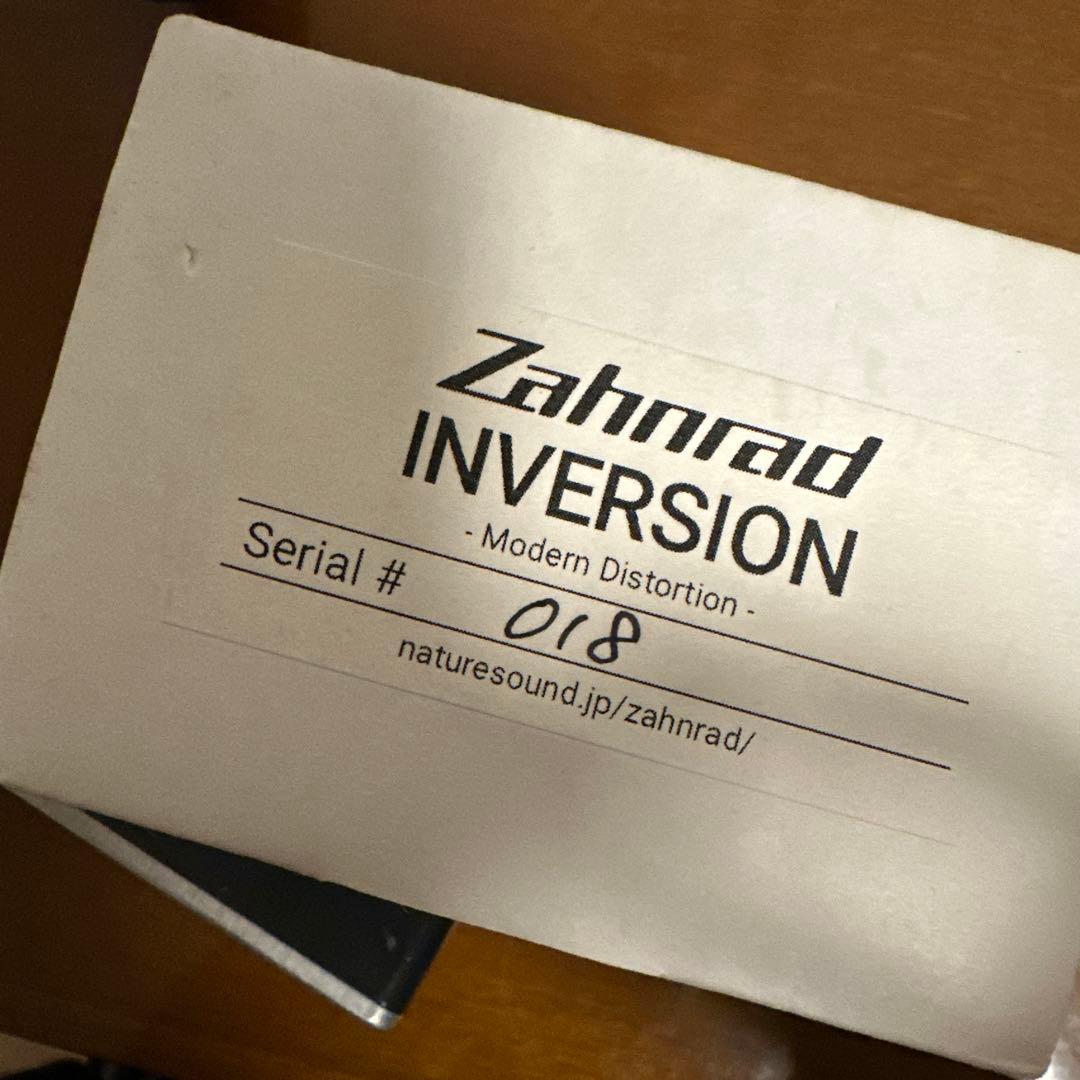 Zahnrad
INVERSION
- Modern Distortion -
Serial # 018
naturesound.jp/zahnrad/